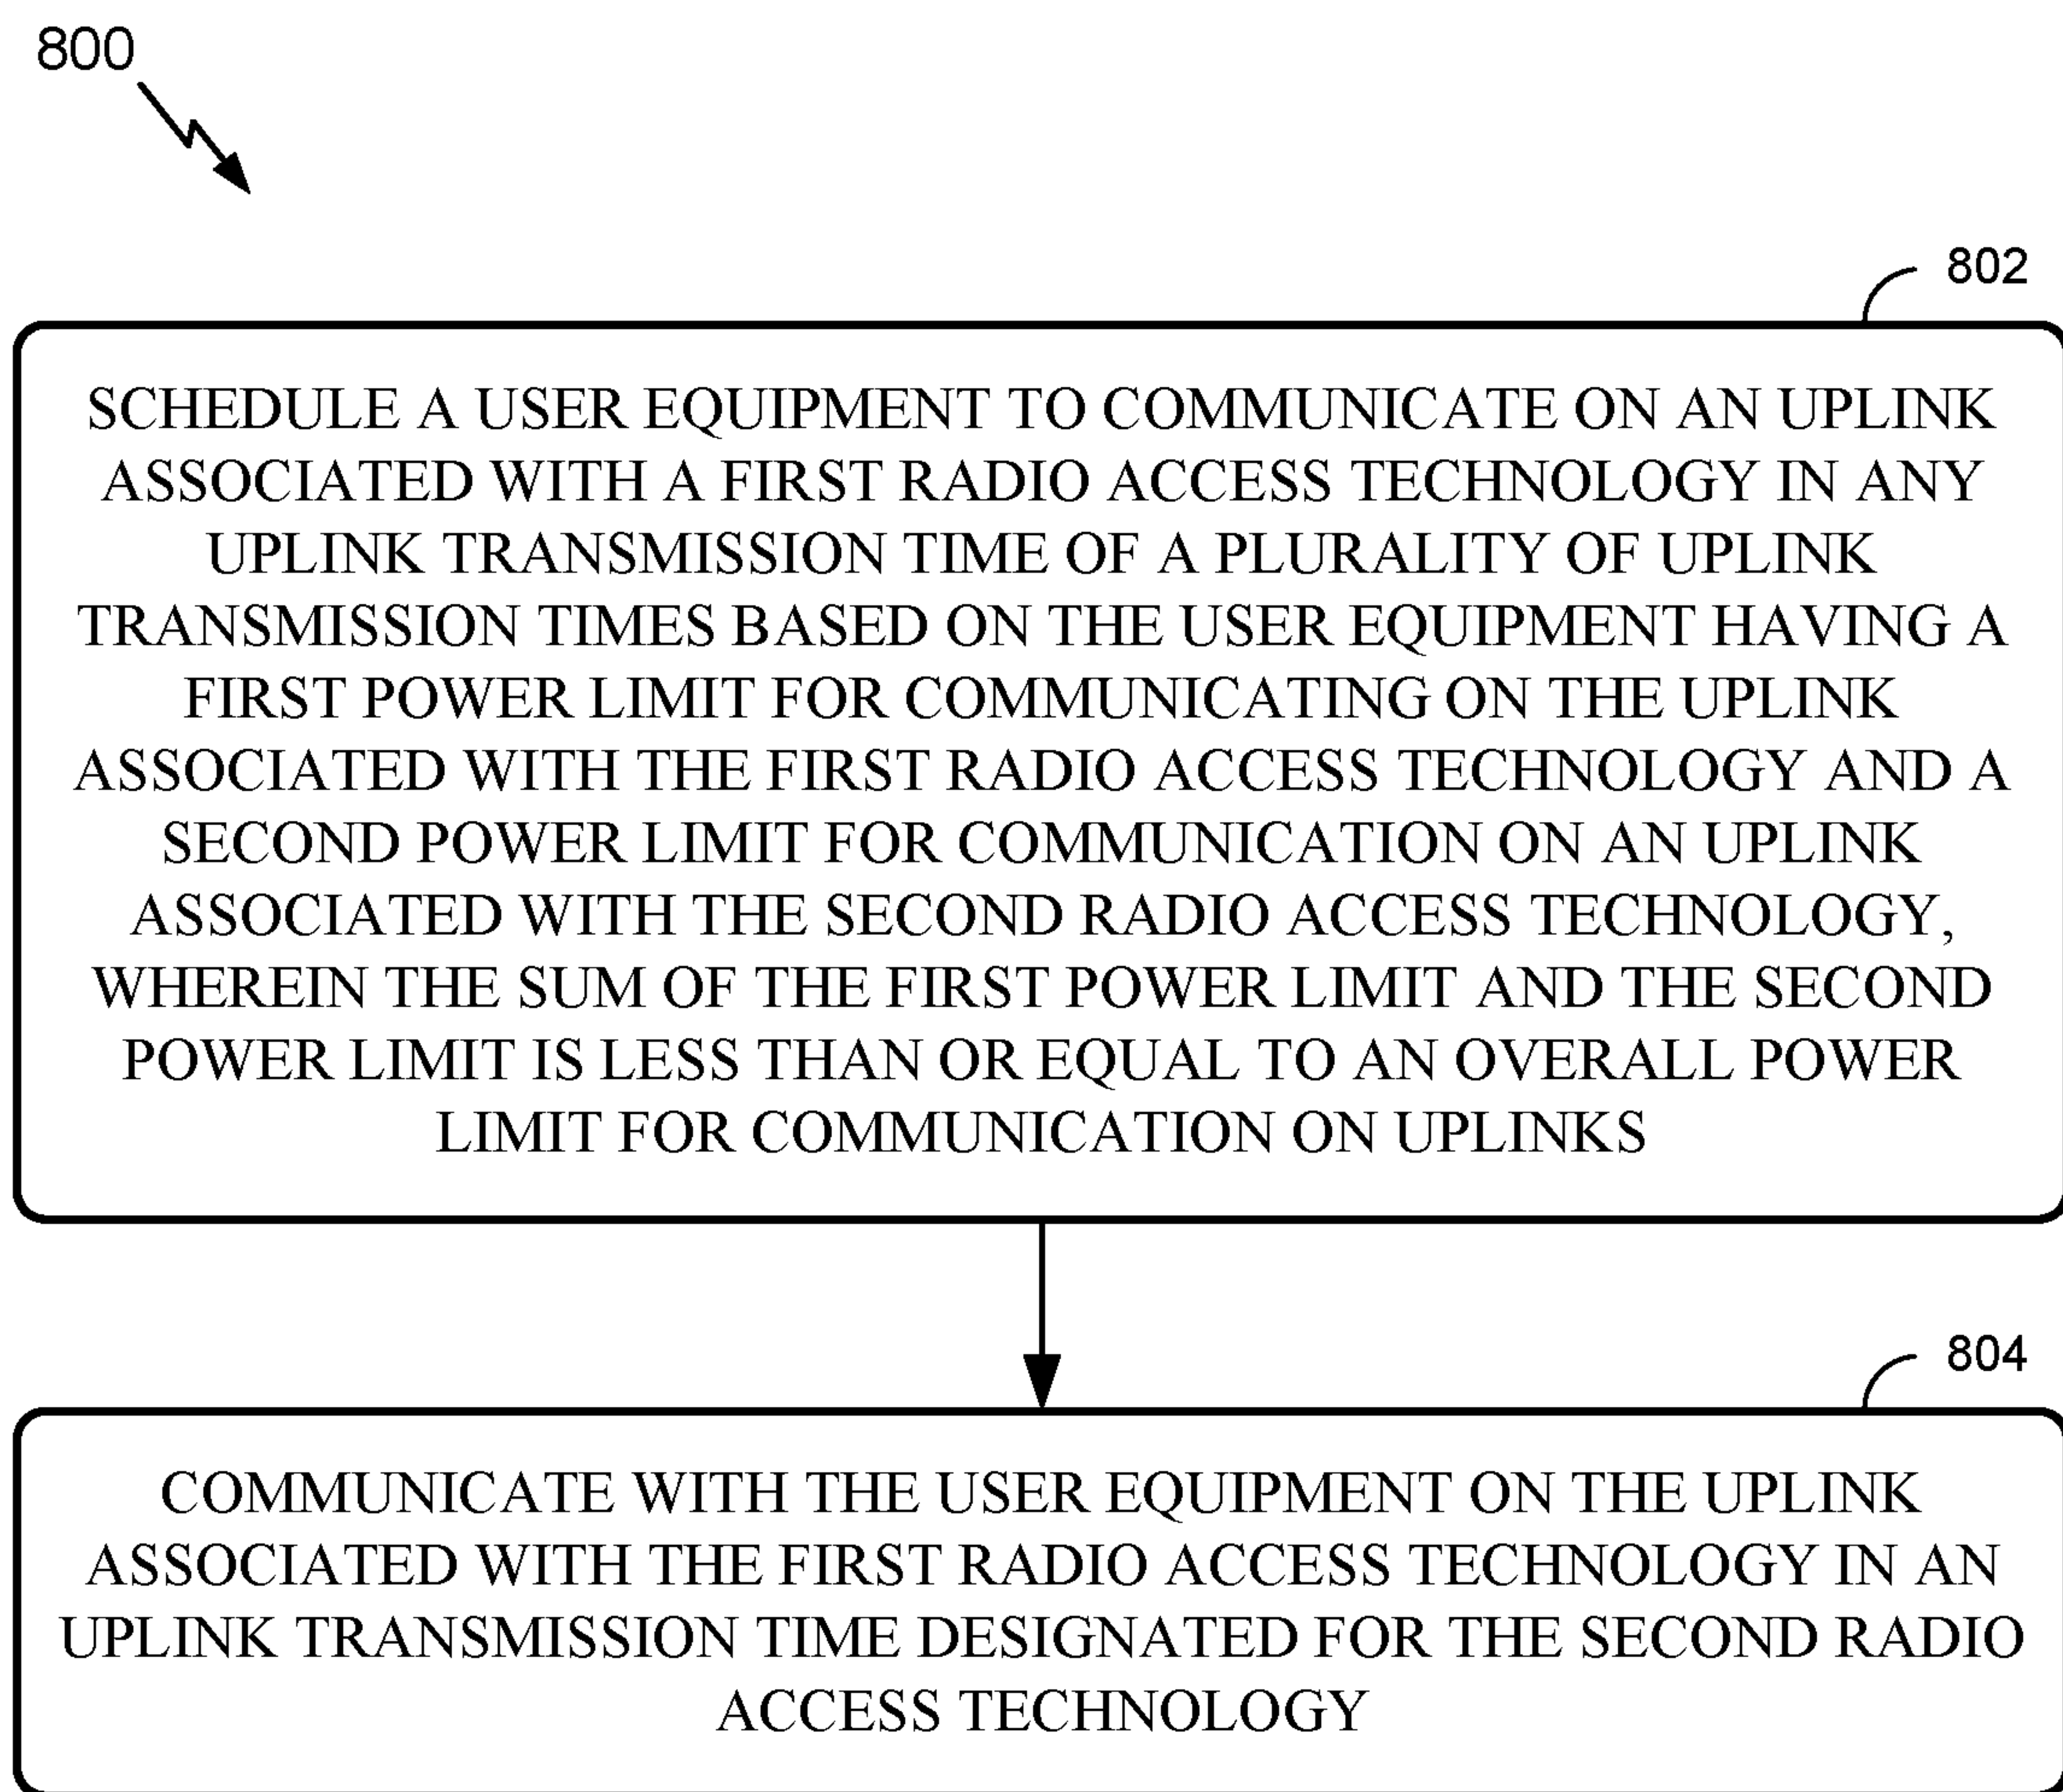 800
802
SCHEDULE A USER EQUIPMENT TO COMMUNICATE ON AN UPLINK
ASSOCIATED WITH A FIRST RADIO ACCESS TECHNOLOGY IN ANY
UPLINK TRANSMISSION TIME OF A PLURALITY OF UPLINK
TRANSMISSION TIMES BASED ON THE USER EQUIPMENT HAVING A
FIRST POWER LIMIT FOR COMMUNICATING ON THE UPLINK
ASSOCIATED WITH THE FIRST RADIO ACCESS TECHNOLOGY AND A
SECOND POWER LIMIT FOR COMMUNICATION ON AN UPLINK
ASSOCIATED WITH THE SECOND RADIO ACCESS TECHNOLOGY,
WHEREIN THE SUM OF THE FIRST POWER LIMIT AND THE SECOND
POWER LIMIT IS LESS THAN OR EQUAL TO AN OVERALL POWER
LIMIT FOR COMMUNICATION ON UPLINKS
804
COMMUNICATE WITH THE USER EQUIPMENT ON THE UPLINK
ASSOCIATED WITH THE FIRST RADIO ACCESS TECHNOLOGY IN AN
UPLINK TRANSMISSION TIME DESIGNATED FOR THE SECOND RADIO
ACCESS TECHNOLOGY